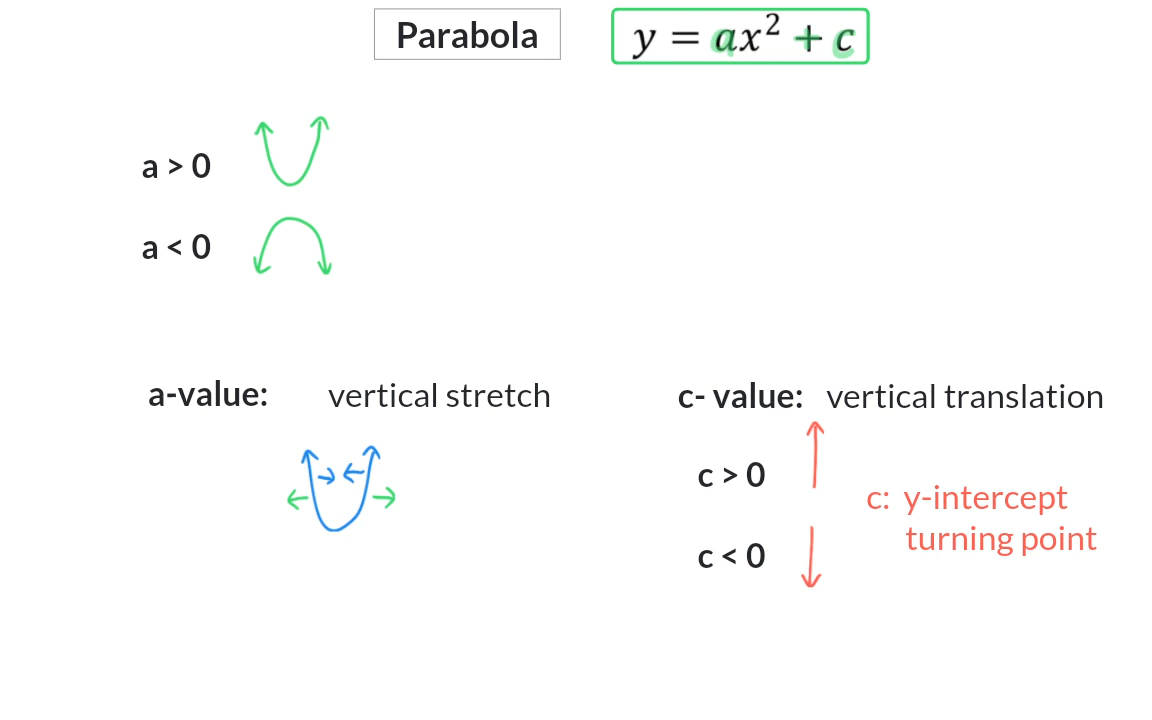 Parabola
y = ax² + c
a > 0
a < 0
a-value: vertical stretch
c- value: vertical translation
c > 0
c: y-intercept
turning point
c < 0